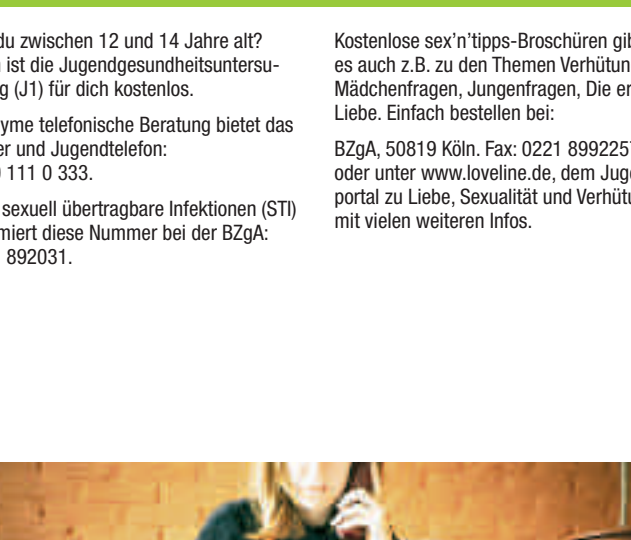 du zwischen 12 und 14 Jahre alt?
ist die Jugendgesundheitsuntersu-
g (J1) für dich kostenlos.
yme telefonische Beratung bietet das
er und Jugendtelefon:
111 0 333.
sexuell übertragbare Infektionen (STI)
miert diese Nummer bei der BZgA:
892031.
Kostenlose sex’n’tipps-Broschüren gib
es auch z.B. zu den Themen Verhütun
Mädchenfragen, Jungenfragen, Die er
Liebe. Einfach bestellen bei:
BZgA, 50819 Köln. Fax: 0221 899225
oder unter www.loveline.de, dem Juge
portal zu Liebe, Sexualität und Verhütu
mit vielen weiteren Infos.